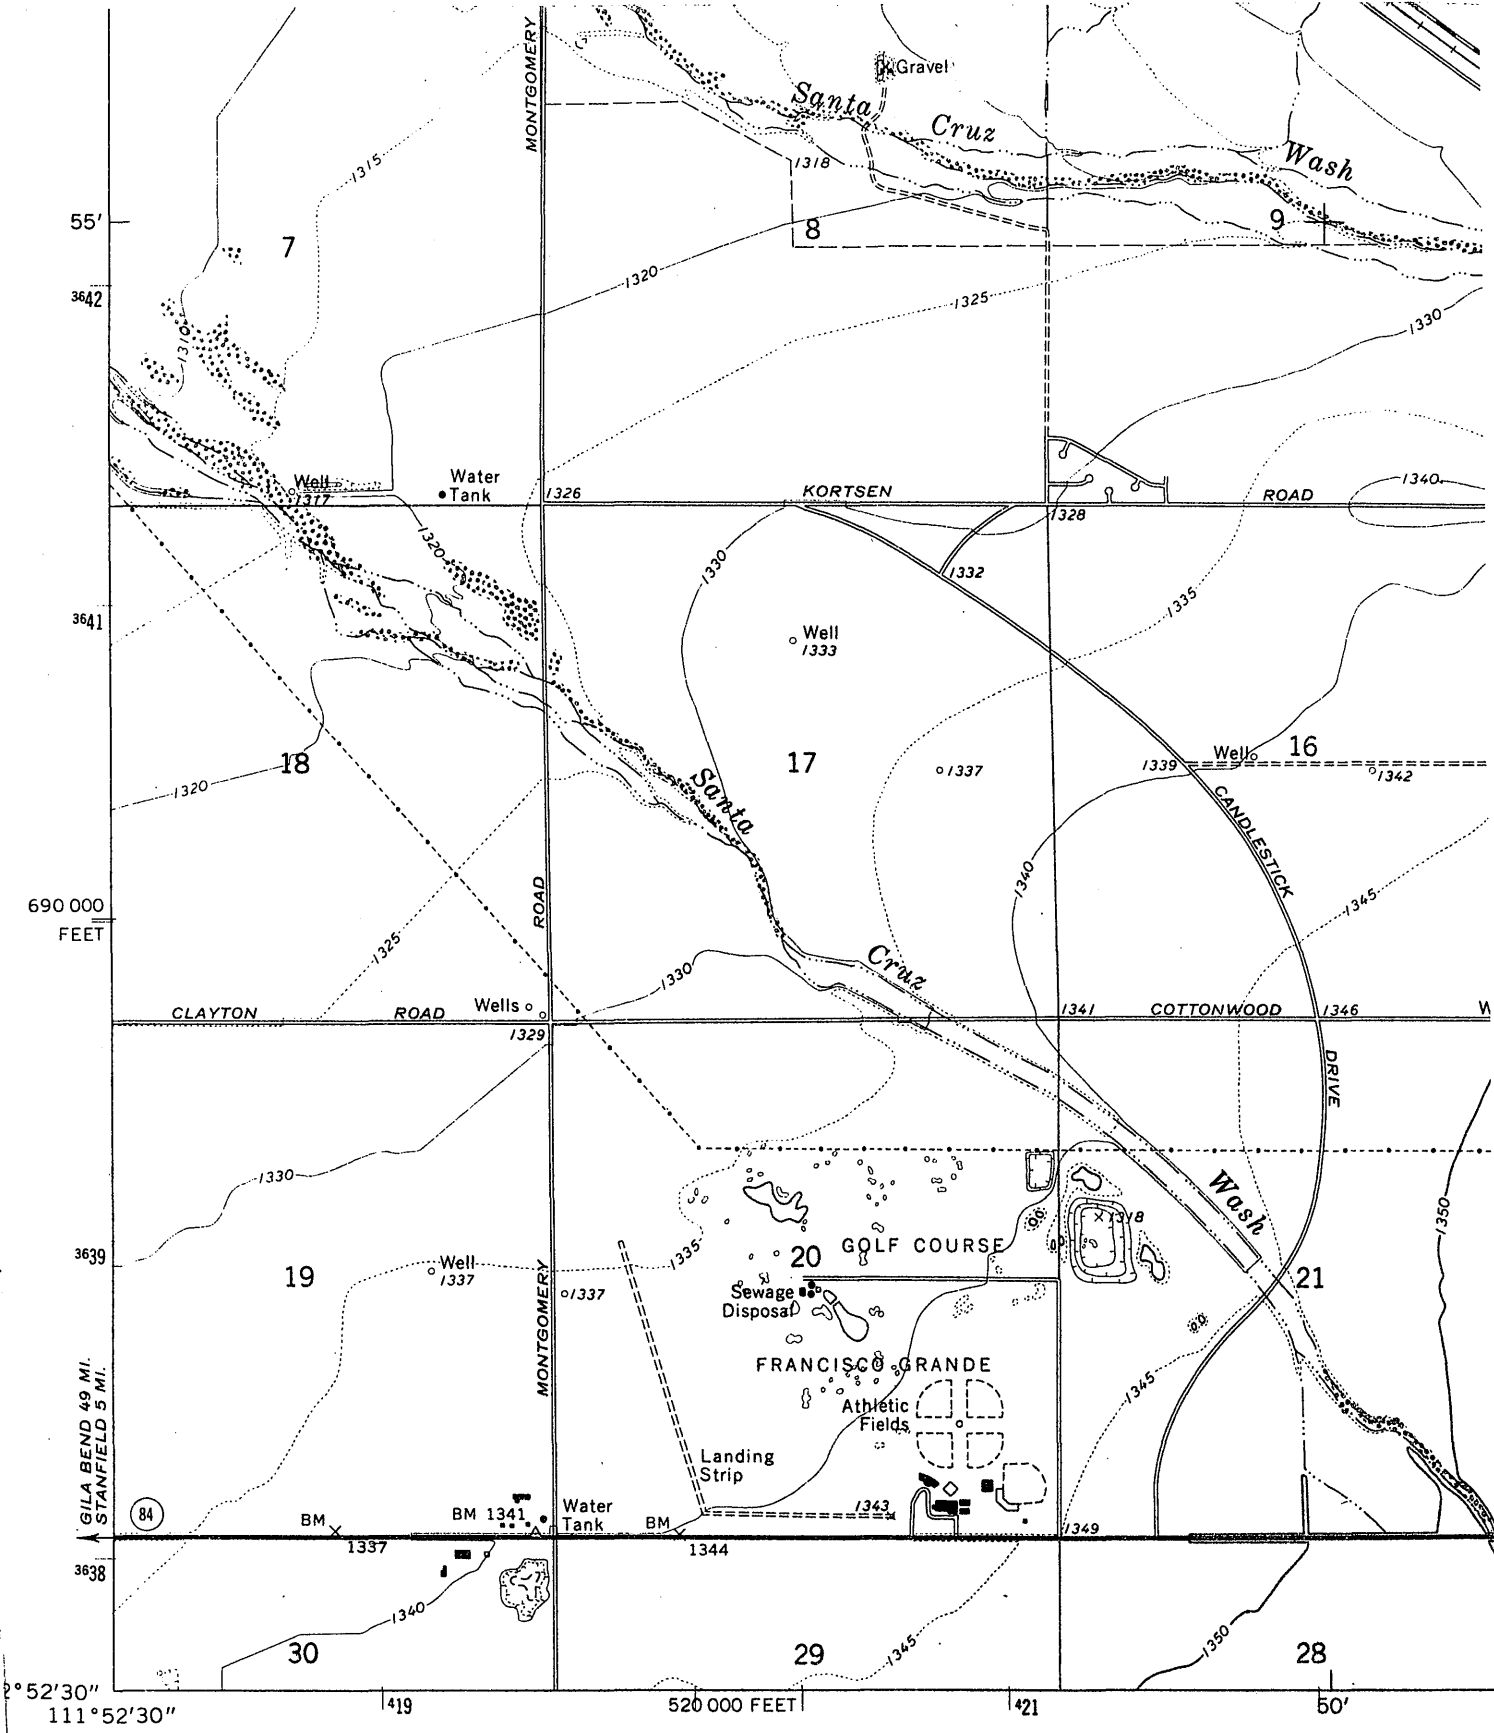 MONTGOMERY
Gravel
Santa
Cruz
Wash
1315
1318
55'
7
8
9
3642
1320
1325
1330
1310
Well
1317
Water
Tank
1326
KORTSEN
ROAD
1340
1328
1320
1330
1332
1335
3641
Well
1333
18
17
16
Well
1339
1337
1342
1320
Santa
CANDLESTICK
1340
ROAD
1345
690 000
FEET
1325
1330
Cruz
CLAYTON
ROAD
Wells
1329
1341
COTTONWOOD
1346
W
DRIVE
1330
Wash
1318
1350
3639
19
Well
1337
1337
1335
20
GOLF COURSE
21
MONTGOMERY
Sewage
Disposal
FRANCISCO GRANDE
Athletic
Fields
1345
GILA BEND 49 MI.
STANFIELD 5 MI.
Landing
Strip
84
BM
1337
BM 1341
Water
Tank
BM
1344
1343
1349
3638
1340
30
29
28
1345
1350
2°52'30"
111°52'30"
419
520 000 FEET
421
50'